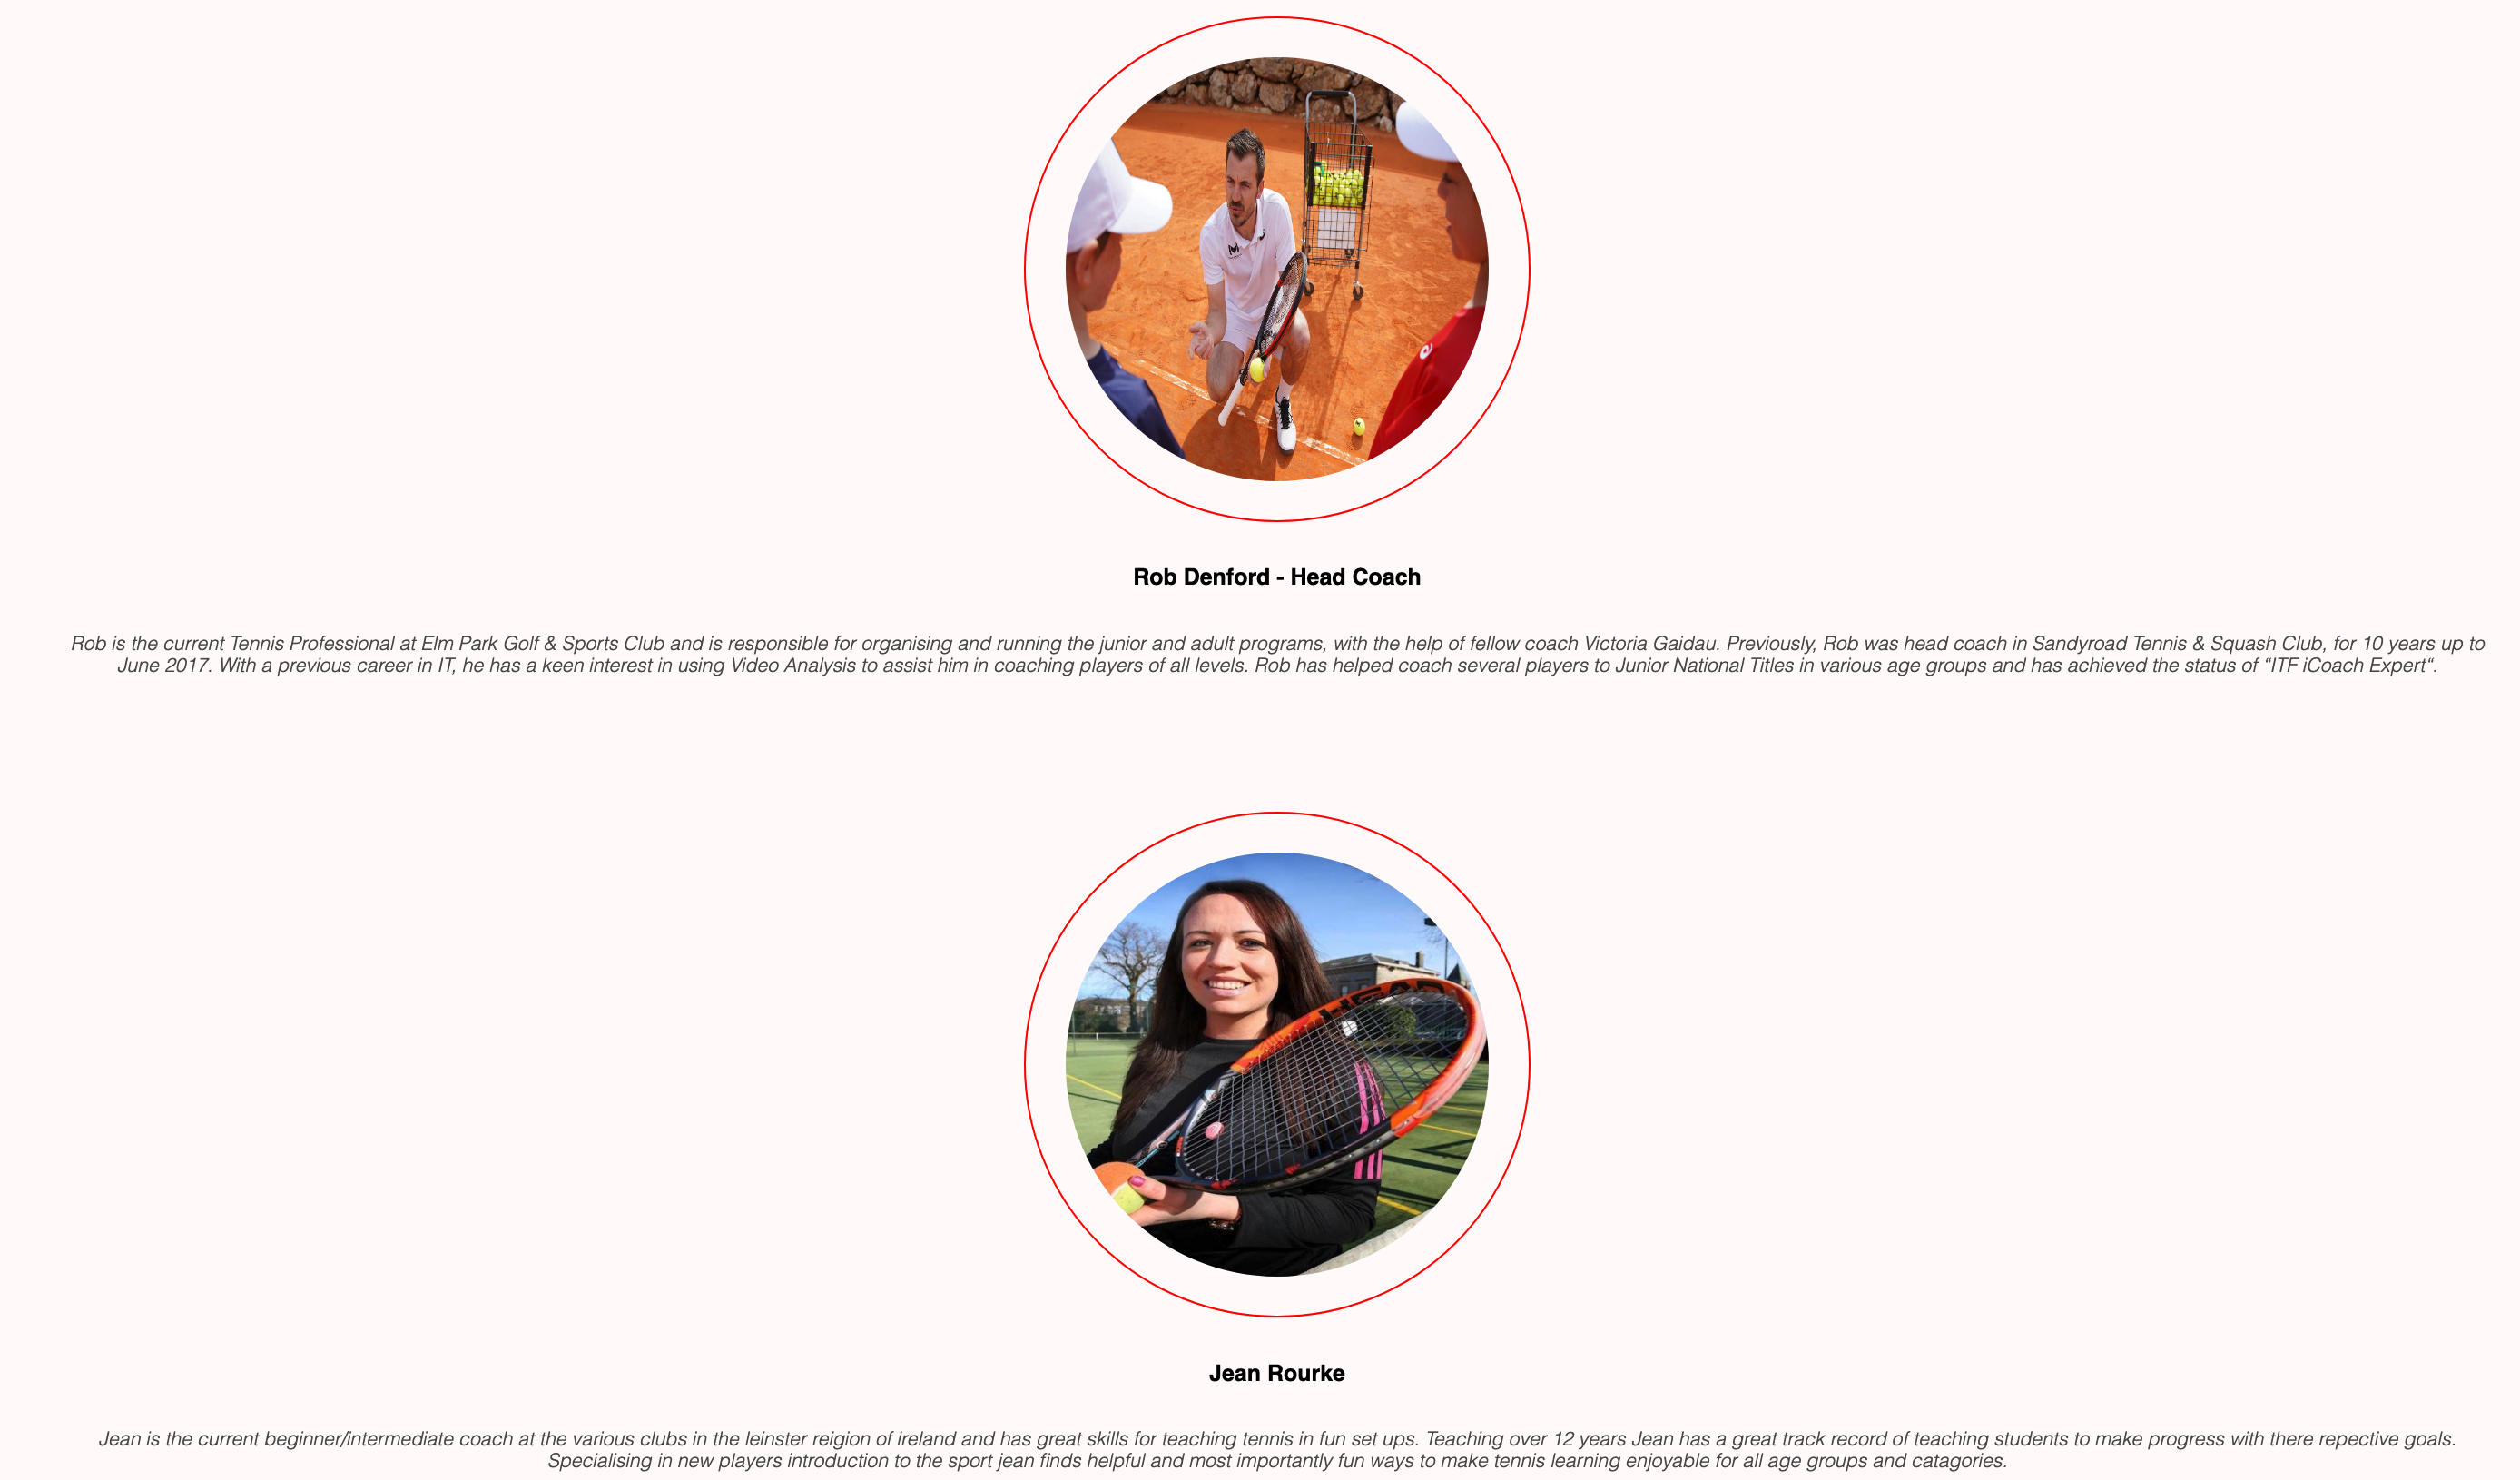 Rob Denford - Head Coach
Rob is the current Tennis Professional at Elm Park Golf & Sports Club and is responsible for organising and running the junior and adult programs, with the help of fellow coach Victoria Gaidau. Previously, Rob was head coach in Sandyroad Tennis & Squash Club, for 10 years up to
June 2017. With a previous career in IT, he has a keen interest in using Video Analysis to assist him in coaching players of all levels. Rob has helped coach several players to Junior National Titles in various age groups and has achieved the status of “ITF iCoach Expert“.
HEAD
Jean Rourke
Jean is the current beginner/intermediate coach at the various clubs in the leinster reigion of ireland and has great skills for teaching tennis in fun set ups. Teaching over 12 years Jean has a great track record of teaching students to make progress with there repective goals.
Specialising in new players introduction to the sport jean finds helpful and most importantly fun ways to make tennis learning enjoyable for all age groups and catagories.